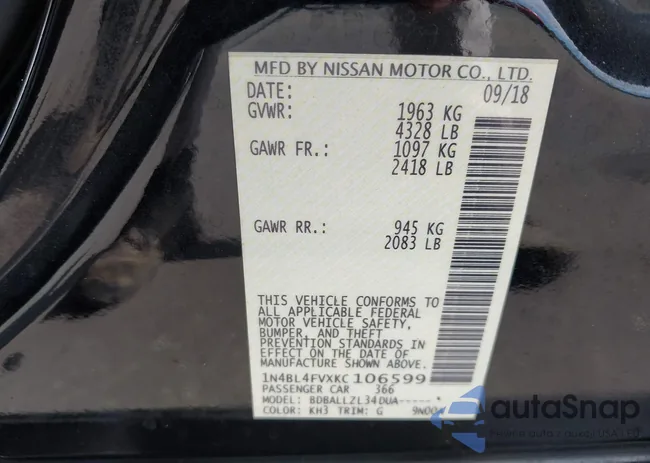 MFD BY NISSAN MOTOR CO., LTD.
DATE: 09/18
GVWR: 1963 KG
4328 LB
GAWR FR.: 1097 KG
2418 LB
GAWR RR.: 945 KG
2083 LB
THIS VEHICLE CONFORMS TO
ALL APPLICABLE FEDERAL
MOTOR VEHICLE SAFETY,
BUMPER, AND THEFT
PREVENTION STANDARDS
IN EFFECT ON THE DATE OF
MANUFACTURE SHOWN ABOVE.
1N4BL4FVXKC106599
PASSENGER CAR 366
MODEL: BDBALLZL34DUA-----
COLOR: KH3 TRIM: G
autoSnap